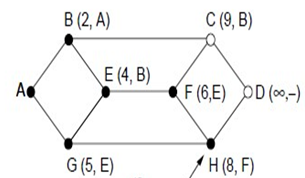 B (2, A)
C (9, B)
E (4, B)
A
F (6,E)
D (∞,–)
G (5, E)
H (8, F)